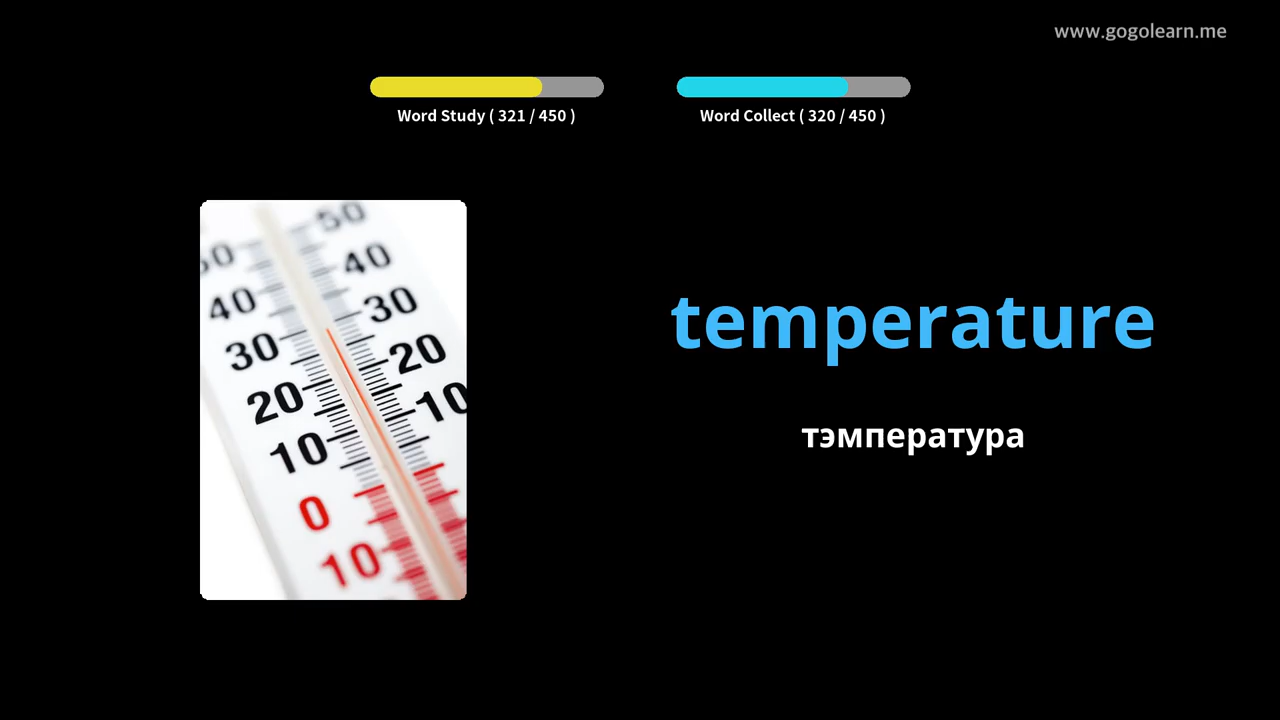 www.gogolearn.me
Word Study ( 321 / 450 )
Word Collect ( 320 / 450 )
50
50
40
40
30
30
20
20
10
10
0
10
temperature
тэмпература